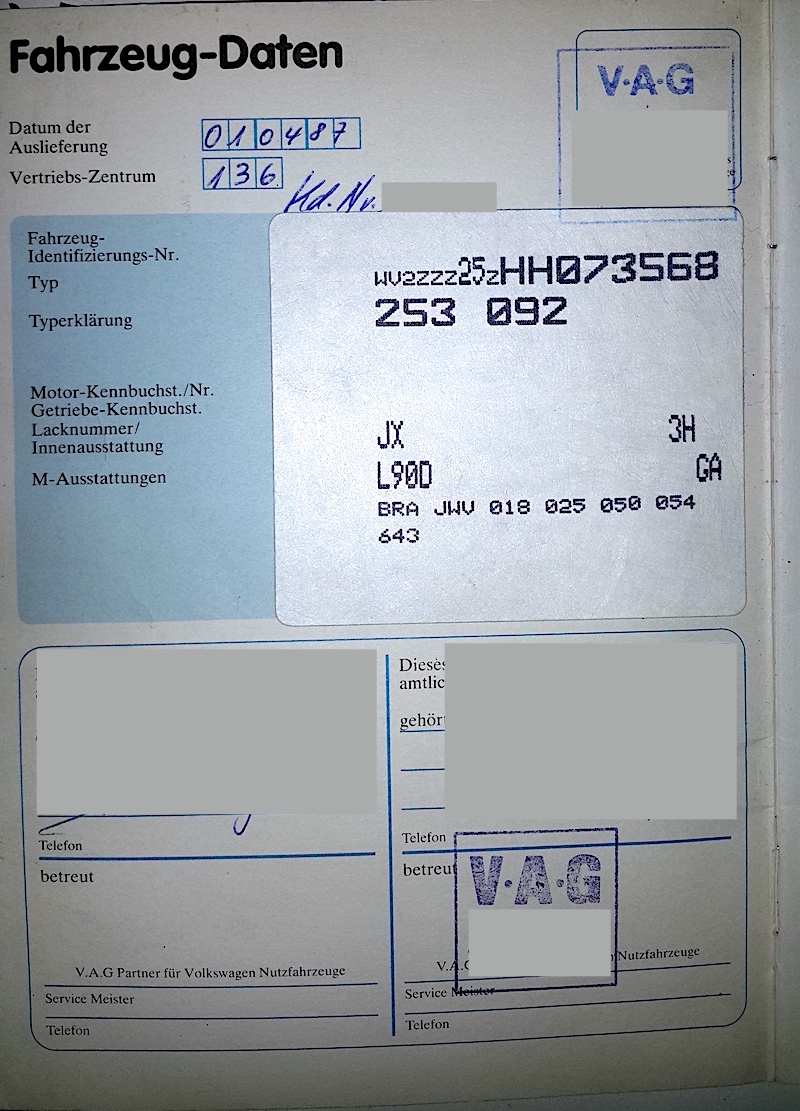 Fahrzeug-Daten
V·A·G
Datum der
Auslieferung
010487
Vertriebs-Zentrum
136
Kd. Nr.
Fahrzeug-
Identifizierungs-Nr.
WV2ZZZ25ZHH073568
Typ
253 092
Typerklärung
Motor-Kennbuchst./Nr.
Getriebe-Kennbuchst.
JX 3H
Lacknummer/
Innenausstattung
L90D GA
M-Ausstattungen
BRA JWV 018 025 050 054
643
Telefon
betreut
V.A.G Partner für Volkswagen Nutzfahrzeuge
Service Meister
Telefon
Dieses
amtlic
gehört
Telefon
betreut
V·A·G
V.A.G
Nutzfahrzeuge
Service Meister
Telefon